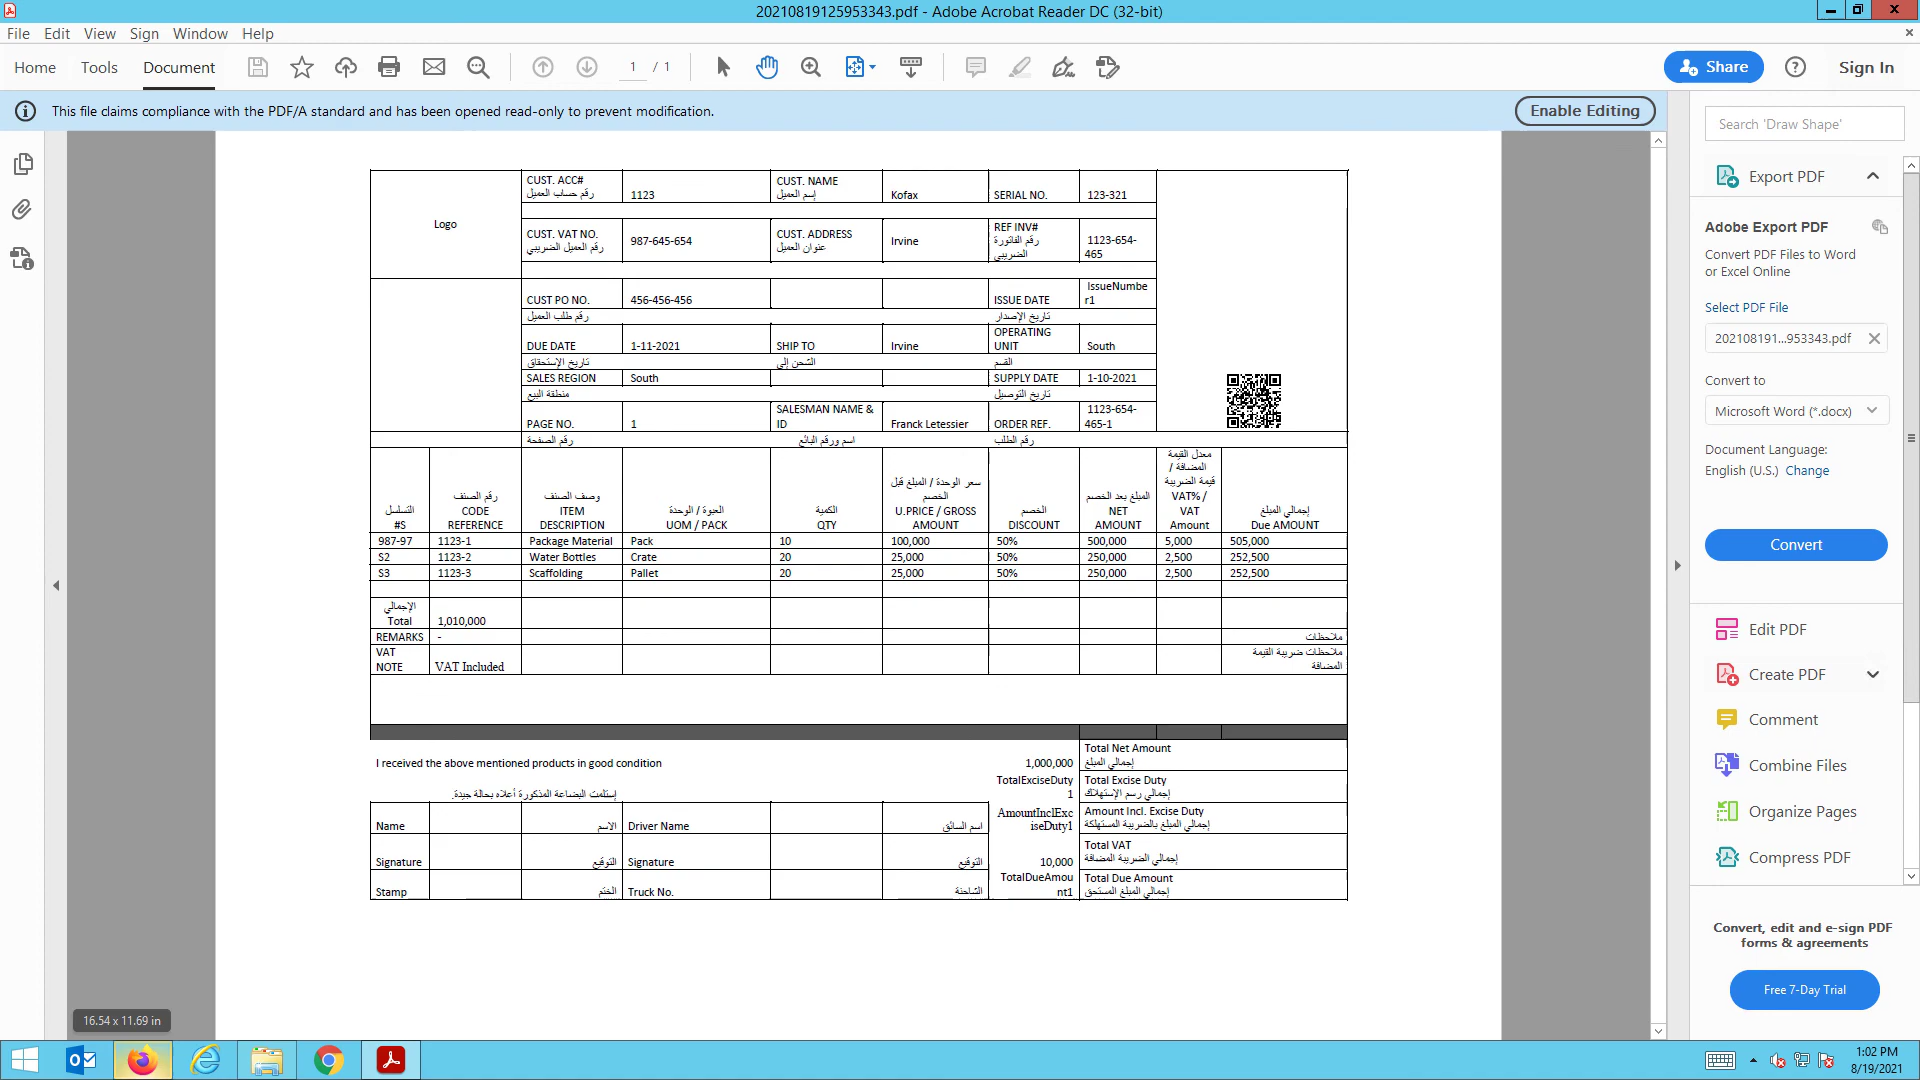 20210819125953343.pdf - Adobe Acrobat Reader DC (32-bit)
File Edit View Sign Window Help
Home Tools Document 1 / 1 Share Sign In
This file claims compliance with the PDF/A standard and has been opened read-only to prevent modification. Enable Editing
Logo
CUST. ACC#
رقم حساب العميل
1123
CUST. NAME
إسم العميل
Kofax
SERIAL NO.
123-321
CUST. VAT NO.
رقم العميل الضريبي
987-645-654
CUST. ADDRESS
عنوان العميل
Irvine
REF INV#
رقم الفاتورة
الضريبي
1123-654-
465
CUST PO NO.
456-456-456
ISSUE DATE
IssueNumbe
r1
رقم طلب العميل
تاريخ الإصدار
DUE DATE
1-11-2021
SHIP TO
Irvine
OPERATING
UNIT
South
تاريخ الإستحقاق
الشحن إلى
القسم
SALES REGION
South
SUPPLY DATE
1-10-2021
منطقة البيع
تاريخ التوصيل
PAGE NO.
1
SALESMAN NAME &
ID
Franck Letessier
ORDER REF.
1123-654-
465-1
رقم الصفحة
اسم ورقم البائع
رقم الطلب
التسلسل
#S
رقم الصنف
CODE
REFERENCE
وصف الصنف
ITEM
DESCRIPTION
العبوة / الوحدة
UOM / PACK
الكمية
QTY
سعر الوحدة / المبلغ قبل
الخصم
U.PRICE / GROSS
AMOUNT
الخصم
DISCOUNT
المبلغ بعد الخصم
NET
AMOUNT
معدل القيمة
المضافة /
قيمة الضريبة
VAT% /
VAT
Amount
إجمالي المبلغ
Due AMOUNT
987-97 1123-1 Package Material Pack 10 100,000 50% 500,000 5,000 505,000
S2 1123-2 Water Bottles Crate 20 25,000 50% 250,000 2,500 252,500
S3 1123-3 Scaffolding Pallet 20 25,000 50% 250,000 2,500 252,500
الإجمالي
Total 1,010,000
REMARKS - ملاحظات
VAT
NOTE
VAT Included
ملاحظات ضريبة القيمة
المضافة
I received the above mentioned products in good condition
إستلمت البضاعة المذكورة أعلاه بحالة جيدة.
1,000,000
Total Net Amount
إجمالي المبلغ
TotalExciseDuty
1
Total Excise Duty
إجمالي رسم الإستهلاك
Name الاسم Driver Name اسم السائق
AmountInclExc
iseDuty1
Amount Incl. Excise Duty
إجمالي المبلغ بالضريبة المستهلكة
Signature التوقيع Signature التوقيع
10,000
Total VAT
إجمالي الضريبة المضافة
Stamp الختم Truck No. الشاحنة
TotalDueAmou
nt1
Total Due Amount
إجمالي المبلغ المستحق
16.54 x 11.69 in
Search 'Draw Shape'
Export PDF
Adobe Export PDF
Convert PDF Files to Word
or Excel Online
Select PDF File
202108191...953343.pdf
Convert to
Microsoft Word (*.docx)
Document Language:
English (U.S.) Change
Convert
Edit PDF
Create PDF
Comment
Combine Files
Organize Pages
Compress PDF
Convert, edit and e-sign PDF
forms & agreements
Free 7-Day Trial
1:02 PM
8/19/2021